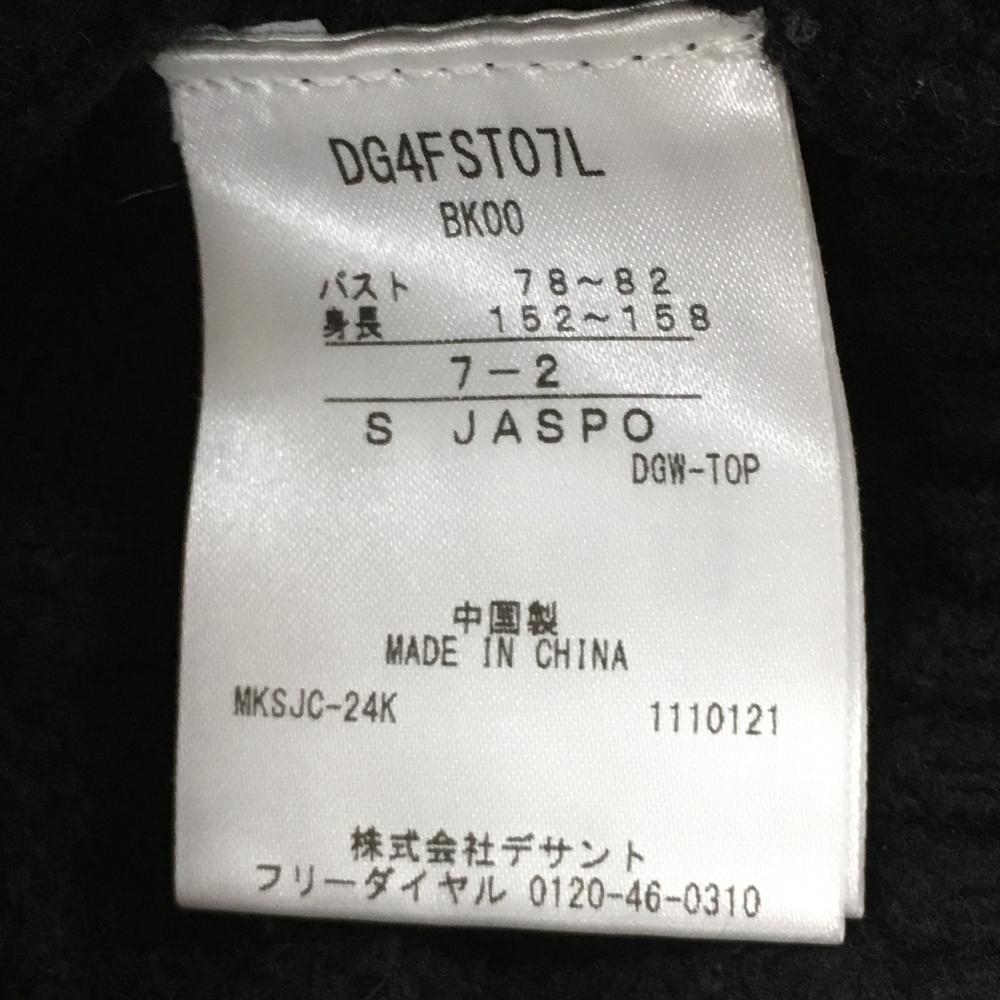 DG4FST07L
BK00
バスト 78~82
身長 152~158
7-2
S JASPO
DGW-TOP
中国製
MADE IN CHINA
MKSJC-24K 1110121
株式会社デサント
フリーダイヤル 0120-46-0310